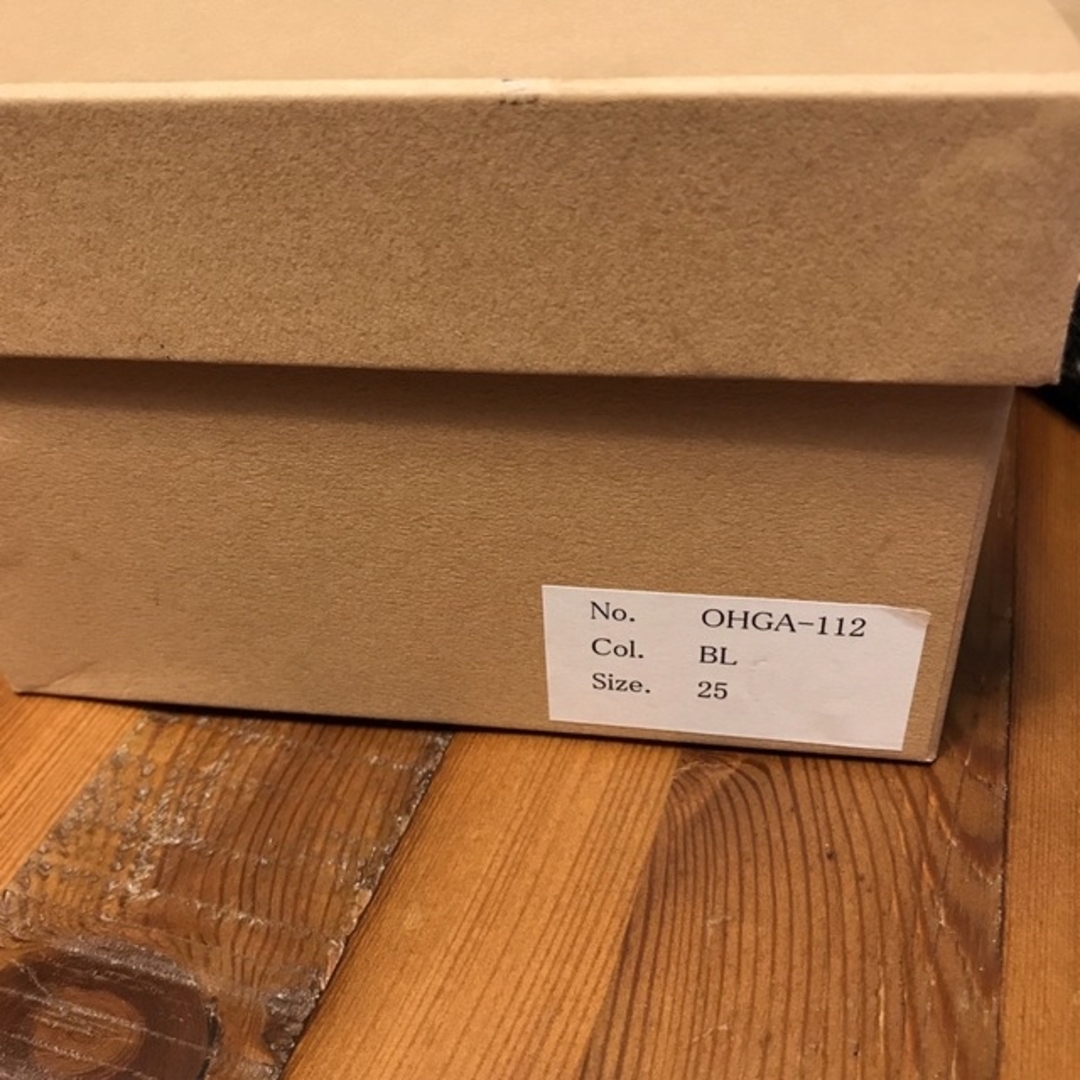 No. OHGA-112
Col. BL
Size. 25